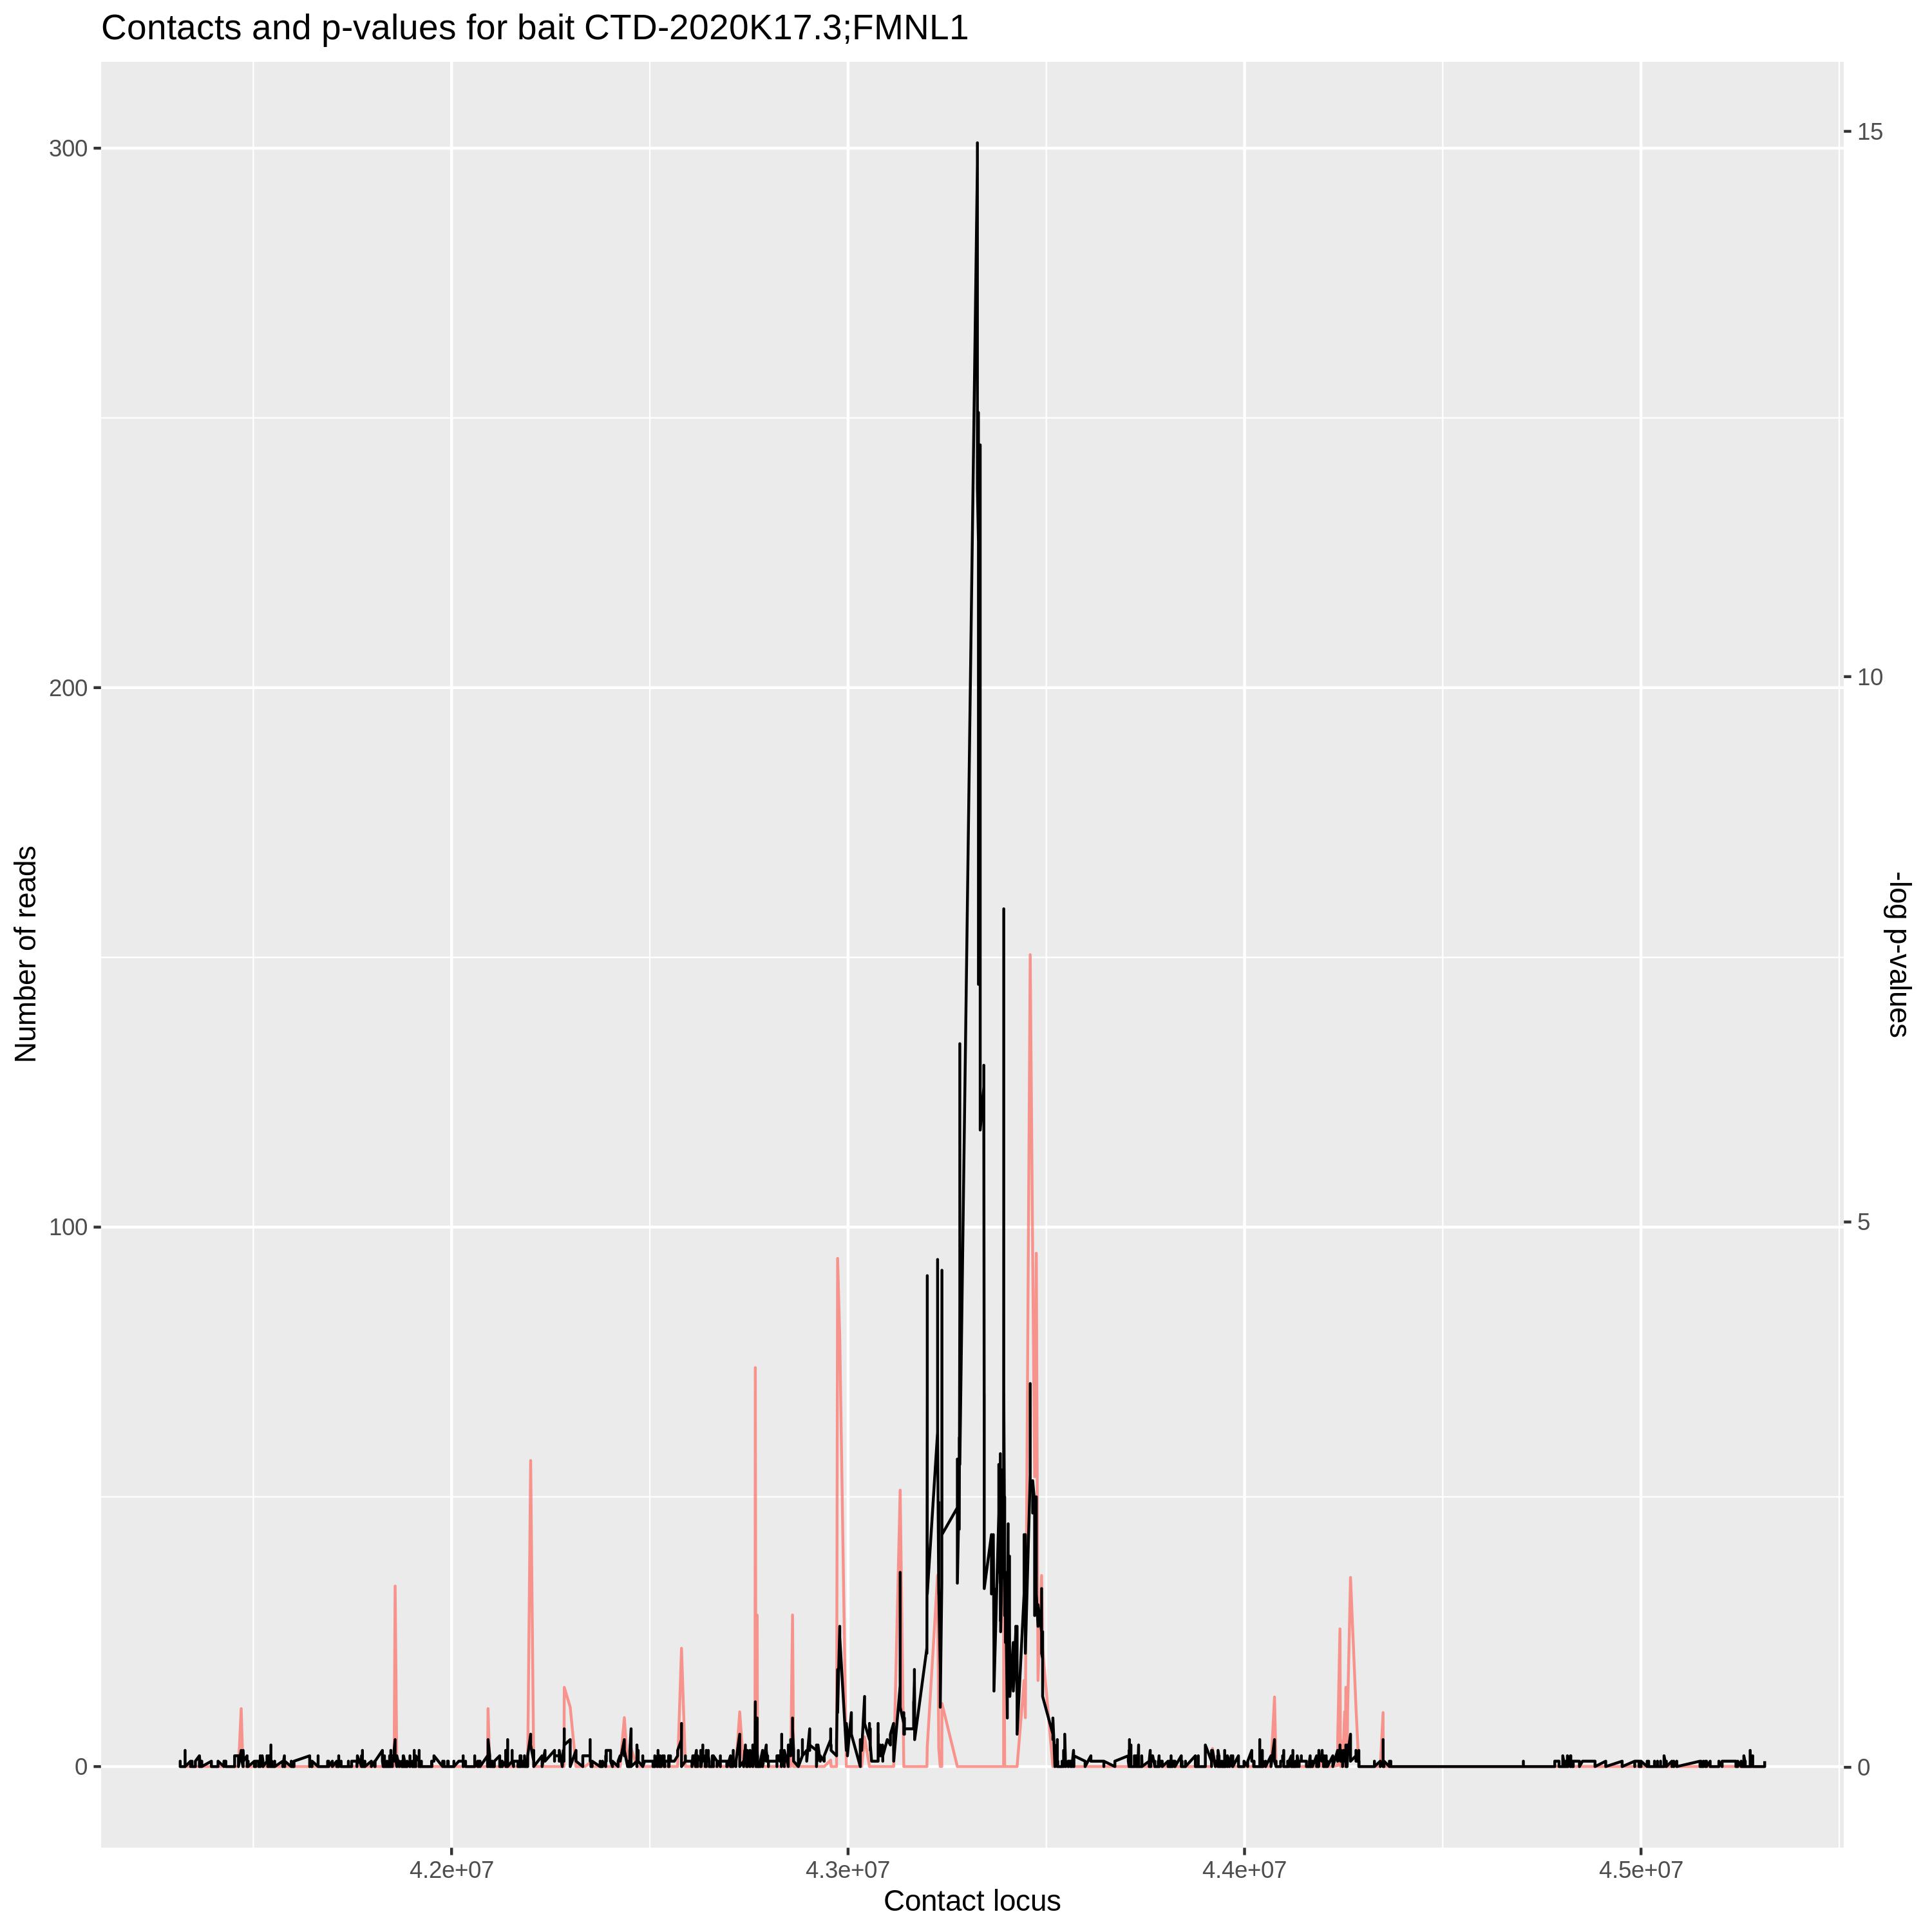 Contacts and p-values for bait CTD-2020K17.3;FMNL1
300
200
100
0
Number of reads
15
10
5
0
-log p-values
4.2e+07 4.3e+07 4.4e+07 4.5e+07
Contact locus